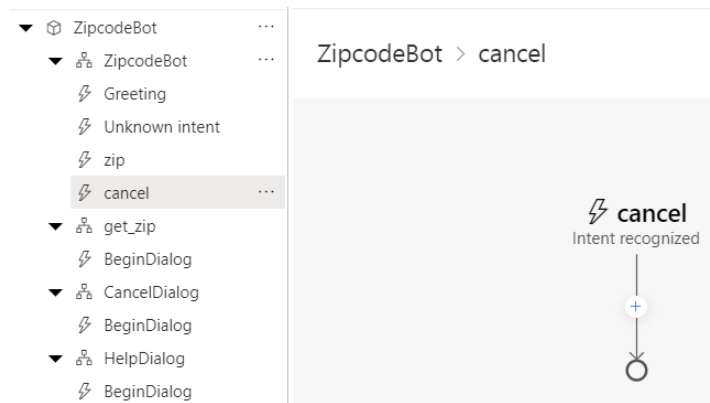 ZipcodeBot
ZipcodeBot
Greeting
Unknown intent
zip
cancel
get_zip
BeginDialog
CancelDialog
BeginDialog
HelpDialog
BeginDialog
ZipcodeBot > cancel
cancel
Intent recognized